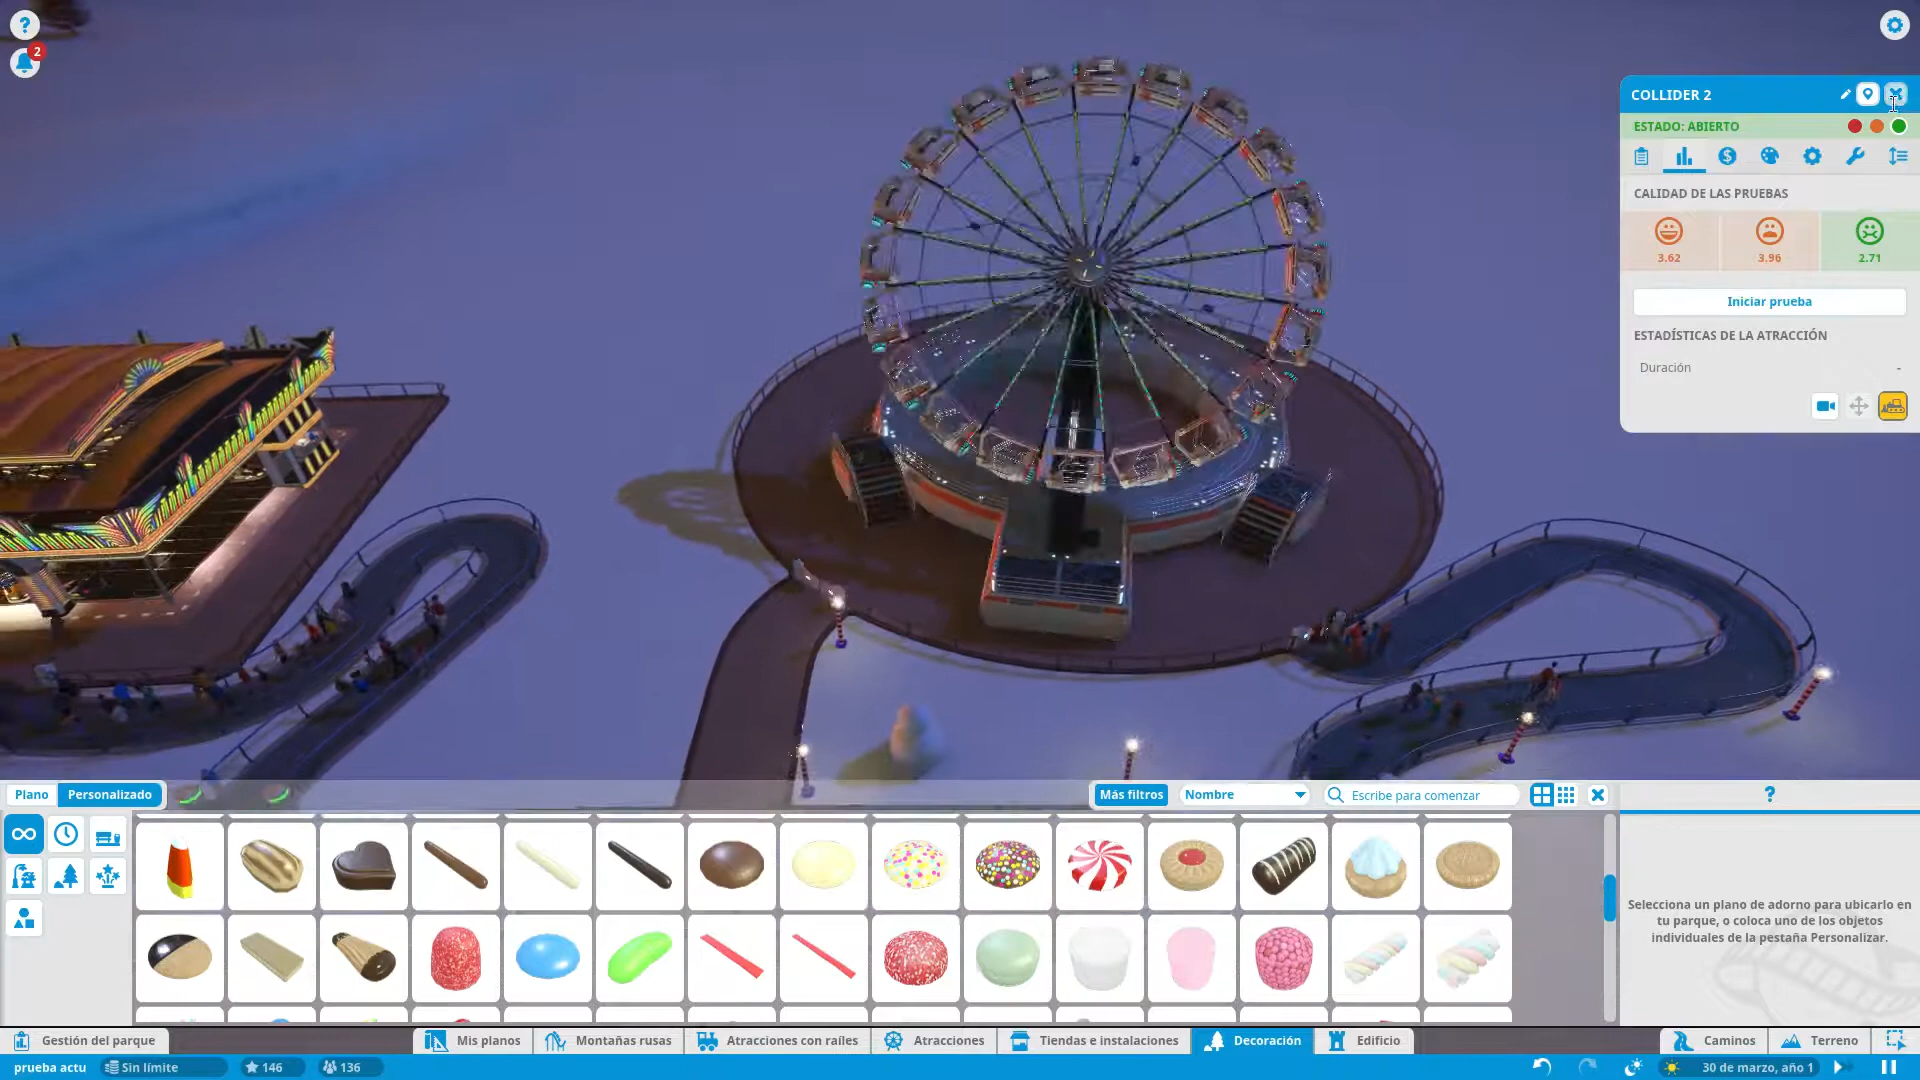 ?
2
COLLIDER 2
ESTADO: ABIERTO
CALIDAD DE LAS PRUEBAS
3.62
3.96
2.71
Iniciar prueba
ESTADÍSTICAS DE LA ATRACCIÓN
Duración -
Plano
Personalizado
Más filtros
Nombre
Escribe para comenzar
?
Selecciona un plano de adorno para ubicarlo en
tu parque, o coloca uno de los objetos
individuales de la pestaña Personalizar.
Gestión del parque
Mis planos
Montañas rusas
Atracciones con raíles
Atracciones
Tiendas e instalaciones
Decoración
Edificio
Caminos
Terreno
prueba actu
Sin límite
146
136
30 de marzo, año 1